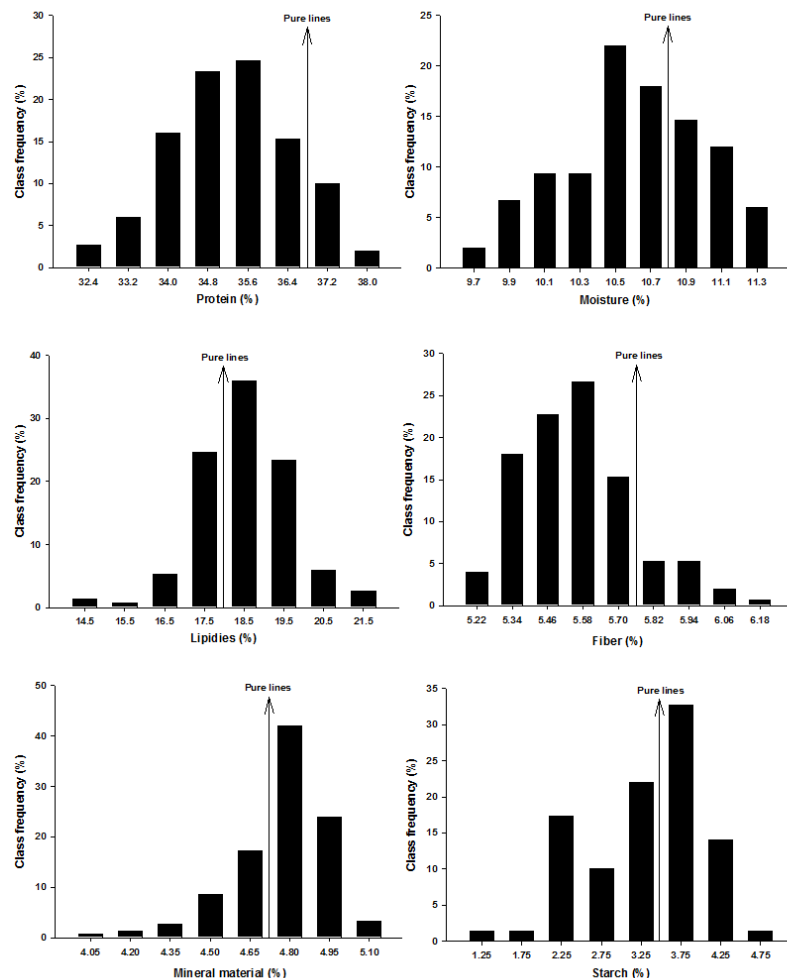 Pure lines
30
25
20
15
10
5
0
Class frequency (%)
32.4 33.2 34.0 34.8 35.6 36.4 37.2 38.0
Protein (%)
Pure lines
25
20
15
10
5
0
Class frequency (%)
9.7 9.9 10.1 10.3 10.5 10.7 10.9 11.1 11.3
Moisture (%)
Pure lines
40
30
20
10
0
Class frequency (%)
14.5 15.5 16.5 17.5 18.5 19.5 20.5 21.5
Lipidies (%)
Pure lines
30
25
20
15
10
5
0
Class frequency (%)
5.22 5.34 5.46 5.58 5.70 5.82 5.94 6.06 6.18
Fiber (%)
Pure lines
50
40
30
20
10
0
Class frequency (%)
4.05 4.20 4.35 4.50 4.65 4.80 4.95 5.10
Mineral material (%)
Pure lines
35
30
25
20
15
10
5
0
Class frequency (%)
1.25 1.75 2.25 2.75 3.25 3.75 4.25 4.75
Starch (%)